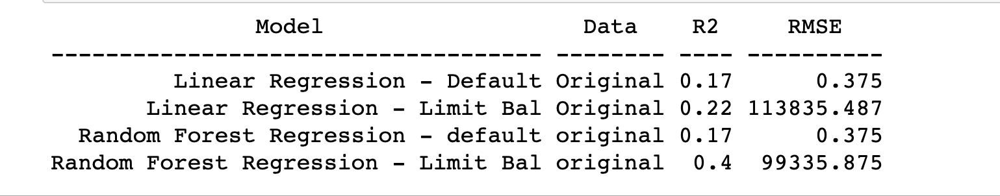 Model Data R2 RMSE
------------------------------------ -------- ---- ----------
Linear Regression - Default Original 0.17 0.375
Linear Regression - Limit Bal Original 0.22 113835.487
Random Forest Regression - default original 0.17 0.375
Random Forest Regression - Limit Bal original 0.4 99335.875